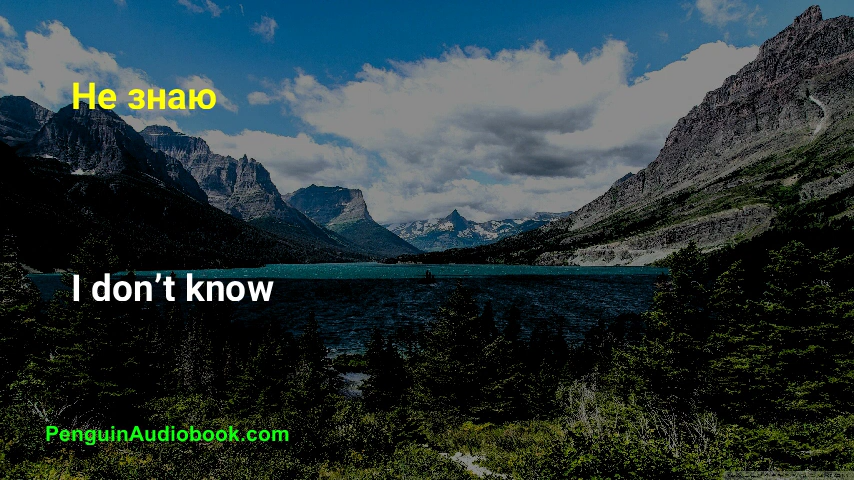 Не знаю
I don’t know
PenguinAudiobook.com